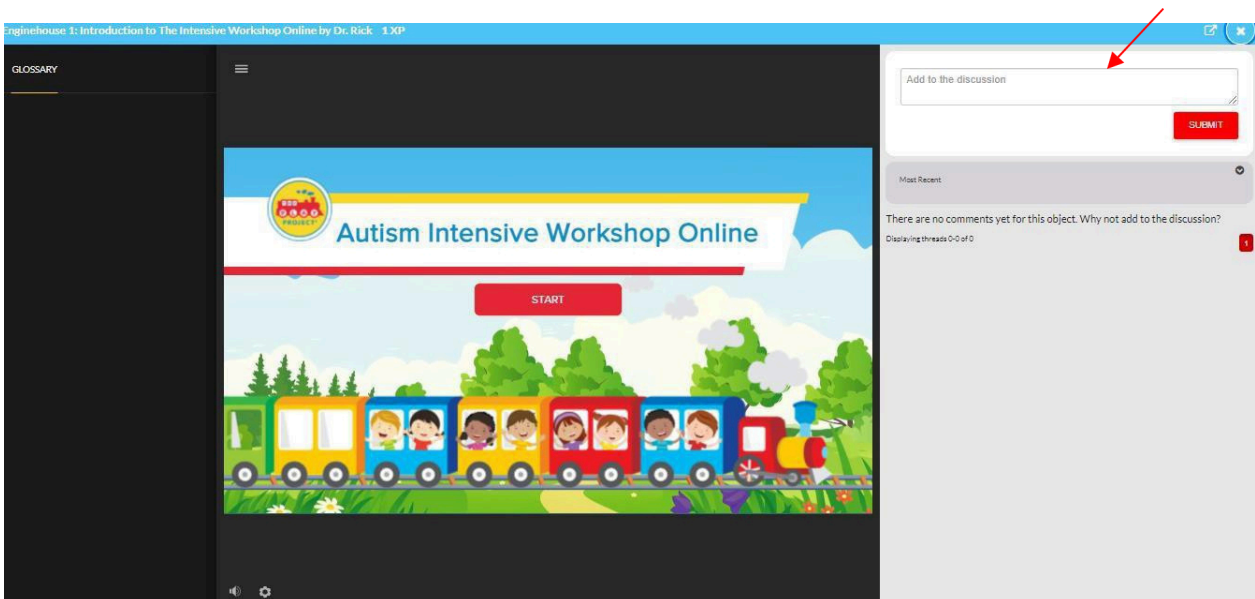 Enginehouse 1: Introduction to The Intensive Workshop Online by Dr. Rick 1 XP
GLOSSARY
PROJECT
Autism Intensive Workshop Online
START
Add to the discussion
SUBMIT
Most Recent
There are no comments yet for this object. Why not add to the discussion?
Displaying threads 0-0 of 0
1